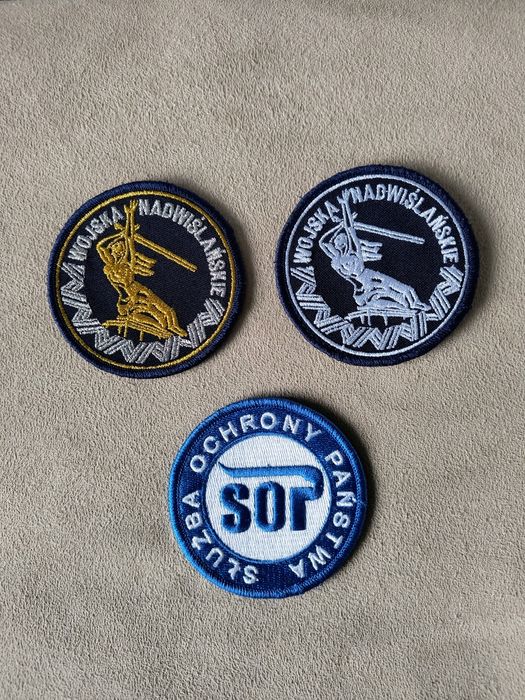 WOJSKA NADWIŚLAŃSKIE
WOJSKA NADWIŚLAŃSKIE
SŁUŻBA OCHRONY PAŃSTWA
SOP